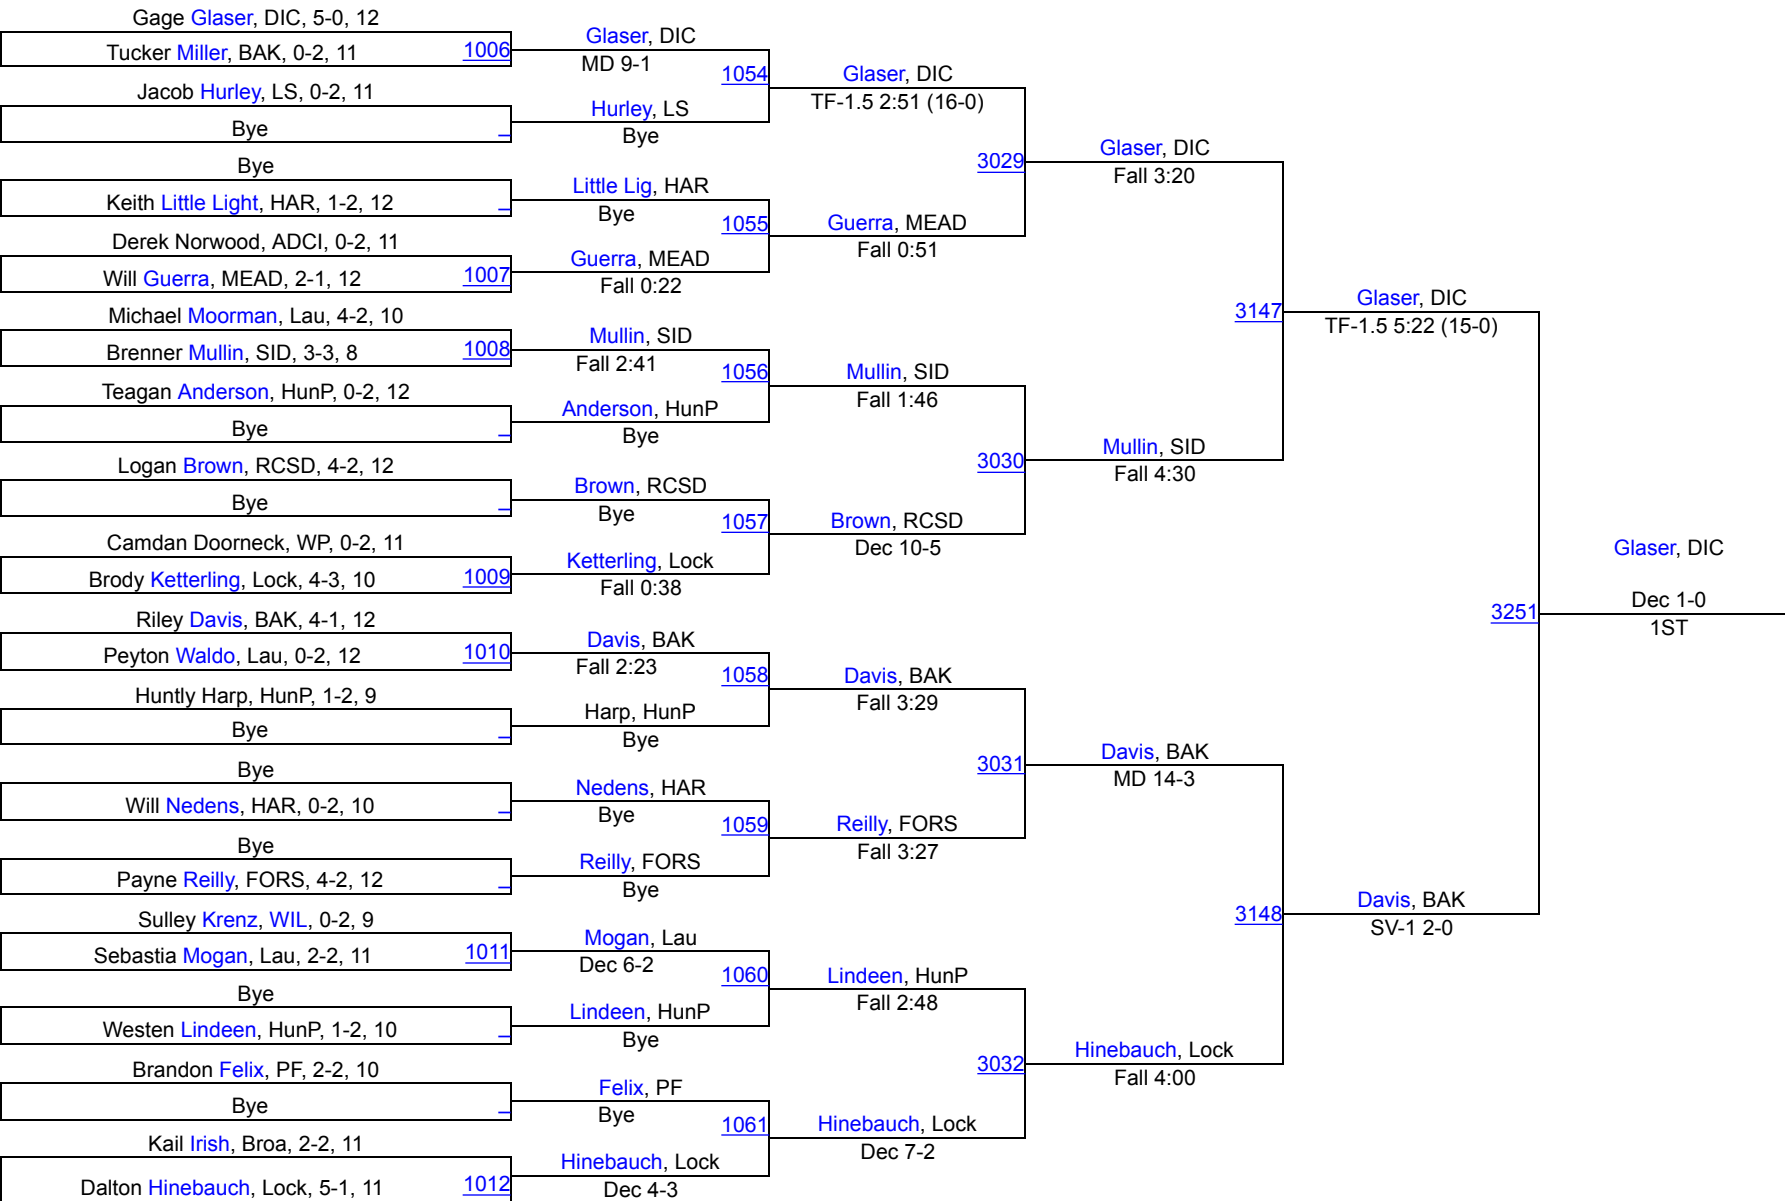 Gage Glaser, DIC, 5-0, 12
Tucker Miller, BAK, 0-2, 11
1006
Jacob Hurley, LS, 0-2, 11
Bye
Bye
Keith Little Light, HAR, 1-2, 12
Derek Norwood, ADCI, 0-2, 11
Will Guerra, MEAD, 2-1, 12
1007
Michael Moorman, Lau, 4-2, 10
Brenner Mullin, SID, 3-3, 8
1008
Teagan Anderson, HunP, 0-2, 12
Bye
Logan Brown, RCSD, 4-2, 12
Bye
Camdan Doorneck, WP, 0-2, 11
Brody Ketterling, Lock, 4-3, 10
1009
Riley Davis, BAK, 4-1, 12
Peyton Waldo, Lau, 0-2, 12
1010
Huntly Harp, HunP, 1-2, 9
Bye
Bye
Will Nedens, HAR, 0-2, 10
Bye
Payne Reilly, FORS, 4-2, 12
Sulley Krenz, WIL, 0-2, 9
Sebastia Mogan, Lau, 2-2, 11
1011
Bye
Westen Lindeen, HunP, 1-2, 10
Brandon Felix, PF, 2-2, 10
Bye
Kail Irish, Broa, 2-2, 11
Dalton Hinebauch, Lock, 5-1, 11
1012
Glaser, DIC
MD 9-1
1054
Hurley, LS
Bye
Little Lig, HAR
Bye
1055
Guerra, MEAD
Fall 0:22
Mullin, SID
Fall 2:41
1056
Anderson, HunP
Bye
Brown, RCSD
Bye
1057
Ketterling, Lock
Fall 0:38
Davis, BAK
Fall 2:23
1058
Harp, HunP
Bye
Nedens, HAR
Bye
1059
Reilly, FORS
Bye
Mogan, Lau
Dec 6-2
1060
Lindeen, HunP
Bye
Felix, PF
Bye
1061
Hinebauch, Lock
Dec 4-3
Glaser, DIC
TF-1.5 2:51 (16-0)
3029
Guerra, MEAD
Fall 0:51
Mullin, SID
Fall 1:46
3030
Brown, RCSD
Dec 10-5
Davis, BAK
Fall 3:29
3031
Reilly, FORS
Fall 3:27
Lindeen, HunP
Fall 2:48
3032
Hinebauch, Lock
Dec 7-2
Glaser, DIC
Fall 3:20
3147
Mullin, SID
Fall 4:30
Davis, BAK
MD 14-3
3148
Hinebauch, Lock
Fall 4:00
Glaser, DIC
TF-1.5 5:22 (15-0)
3251
Davis, BAK
SV-1 2-0
Glaser, DIC
Dec 1-0
1ST